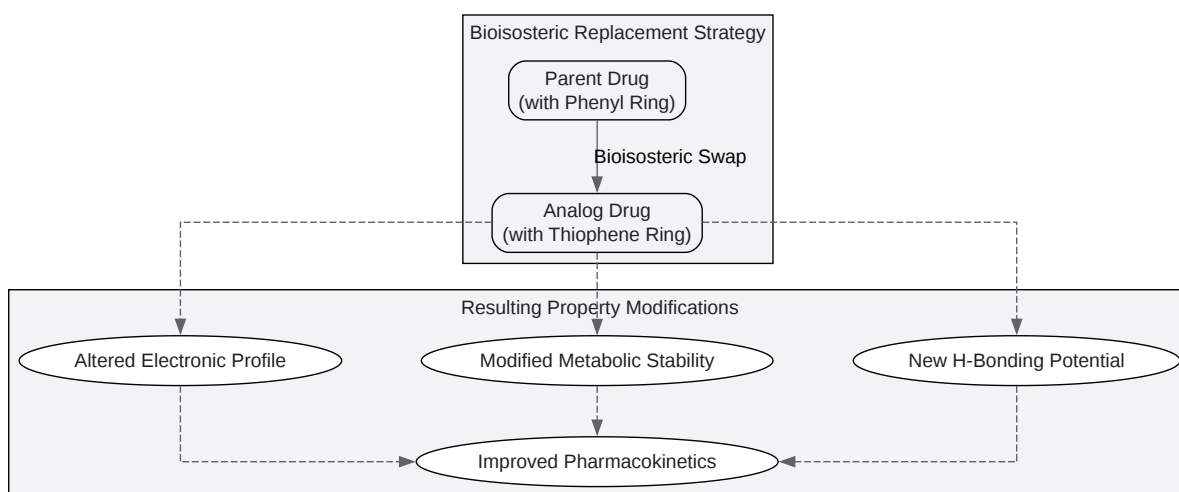 Bioisosteric Replacement Strategy
Parent Drug
(with Phenyl Ring)
Bioisosteric Swap
Analog Drug
(with Thiophene Ring)
Resulting Property Modifications
Altered Electronic Profile
Modified Metabolic Stability
New H-Bonding Potential
Improved Pharmacokinetics